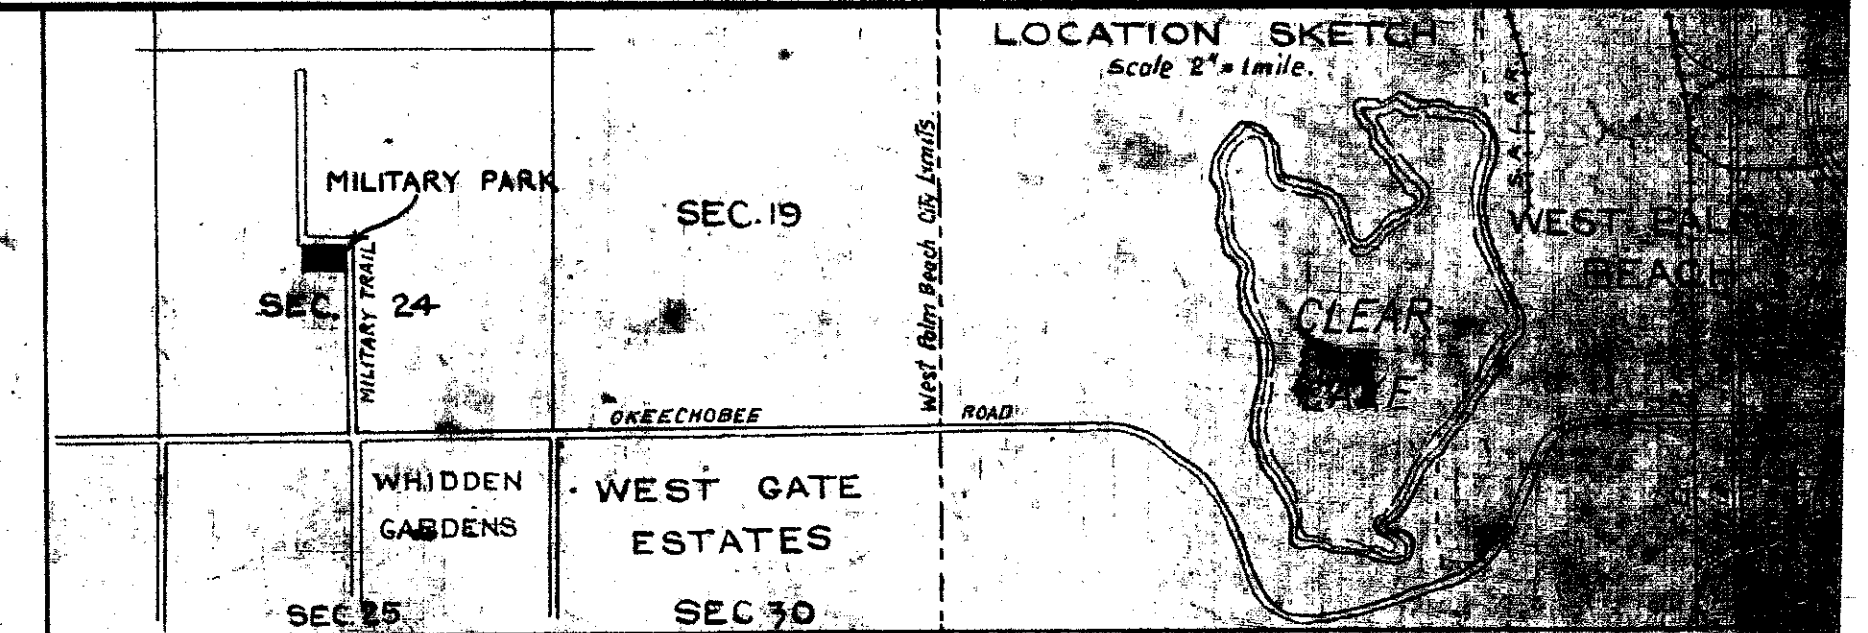 LOCATION SKETCH
Scale 2"= 1mile.
MILITARY PARK
SEC. 19
West Palm Beach City Limits
S. A. L. R. R.
WEST PALM
BEACH
SEC. 24
MILITARY TRAIL
CLEAR
LAKE
OKEECHOBEE ROAD
WHIDDEN
GARDENS
WEST GATE
ESTATES
SEC 25
SEC 30